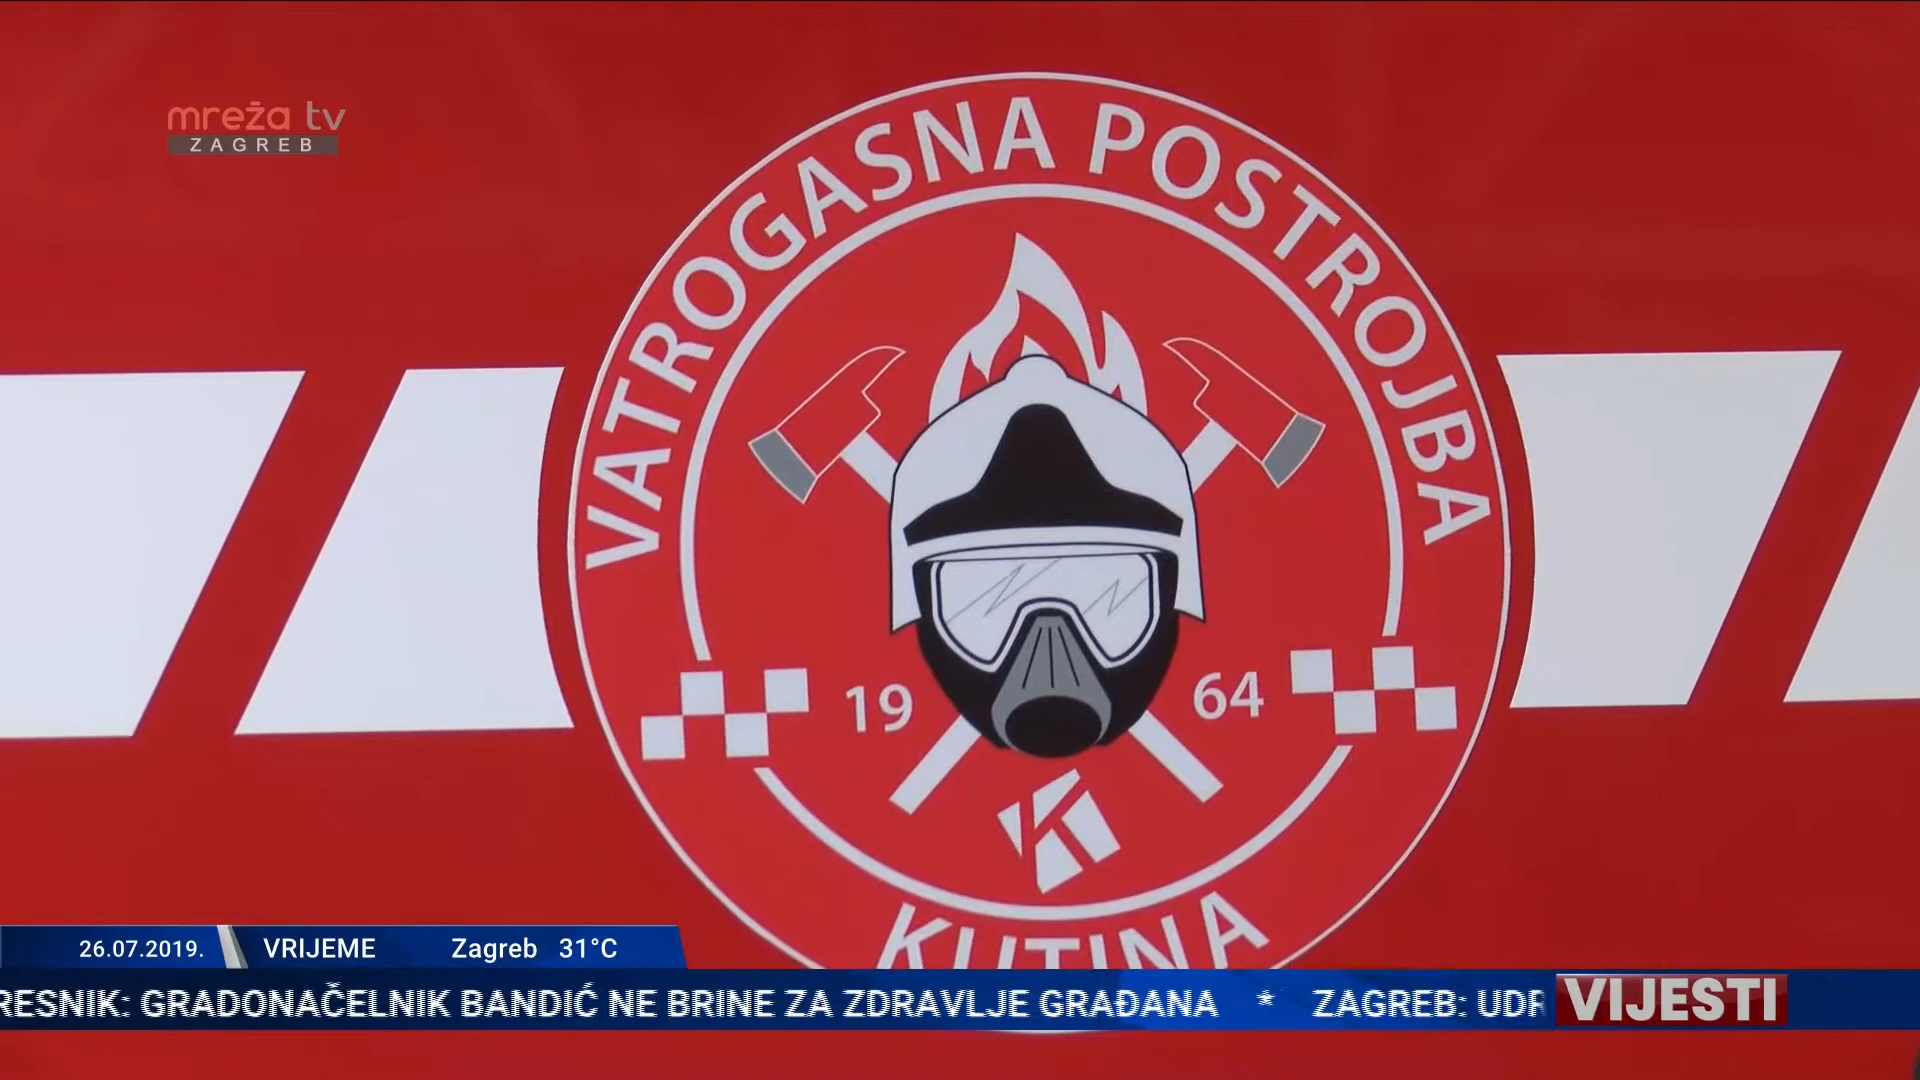 mreža tv
ZAGREB
VATROGASNA POSTROJBA
19 64
KUTINA
26.07.2019. VRIJEME Zagreb 31°C
RESNIK: GRADONAČELNIK BANDIĆ NE BRINE ZA ZDRAVLJE GRAĐANA * ZAGREB: UDR
VIJESTI